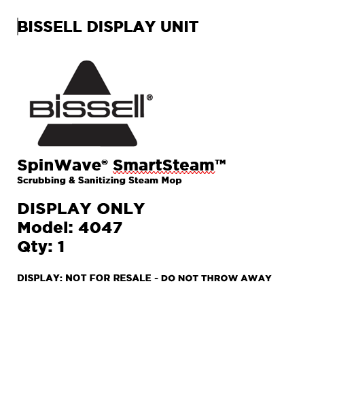 BISSELL DISPLAY UNIT
BISSELL®
SpinWave® SmartSteam™
Scrubbing & Sanitizing Steam Mop
DISPLAY ONLY
Model: 4047
Qty: 1
DISPLAY: NOT FOR RESALE - DO NOT THROW AWAY